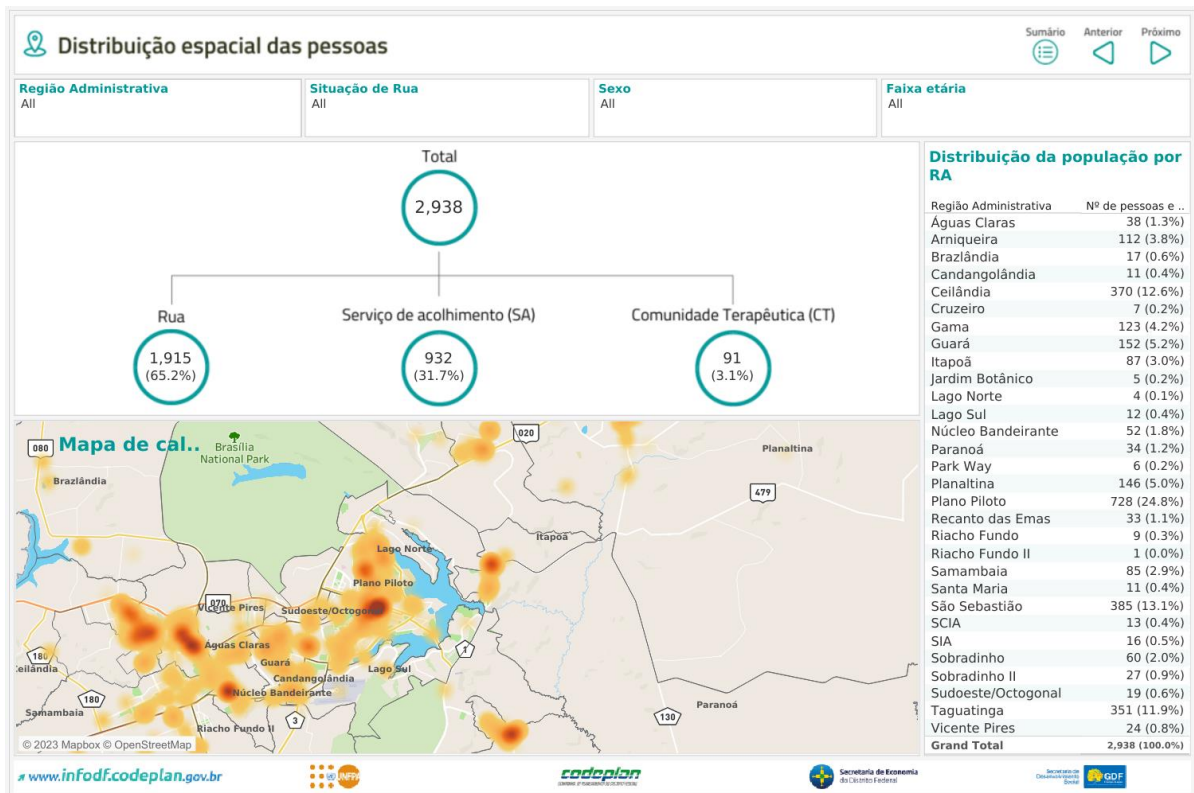 Distribuição espacial das pessoas
Sumário
Anterior
Próximo
Região Administrativa
All
Situação de Rua
All
Sexo
All
Faixa etária
All
Total
2,938
Rua
1,915
(65.2%)
Serviço de acolhimento (SA)
932
(31.7%)
Comunidade Terapêutica (CT)
91
(3.1%)
Distribuição da população por
RA
Região Administrativa Nº de pessoas e ..
Águas Claras 38 (1.3%)
Arniqueira 112 (3.8%)
Brazlândia 17 (0.6%)
Candangolândia 11 (0.4%)
Ceilândia 370 (12.6%)
Cruzeiro 7 (0.2%)
Gama 123 (4.2%)
Guará 152 (5.2%)
Itapoã 87 (3.0%)
Jardim Botânico 5 (0.2%)
Lago Norte 4 (0.1%)
Lago Sul 12 (0.4%)
Núcleo Bandeirante 52 (1.8%)
Paranoá 34 (1.2%)
Park Way 6 (0.2%)
Planaltina 146 (5.0%)
Plano Piloto 728 (24.8%)
Recanto das Emas 33 (1.1%)
Riacho Fundo 9 (0.3%)
Riacho Fundo II 1 (0.0%)
Samambaia 85 (2.9%)
Santa Maria 11 (0.4%)
São Sebastião 385 (13.1%)
SCIA 13 (0.4%)
SIA 16 (0.5%)
Sobradinho 60 (2.0%)
Sobradinho II 27 (0.9%)
Sudoeste/Octogonal 19 (0.6%)
Taguatinga 351 (11.9%)
Vicente Pires 24 (0.8%)
Grand Total 2,938 (100.0%)
Mapa de cal..
080
Brasília
National Park
020
Planaltina
Brazlândia
479
Itapoã
Lago Norte
Plano Piloto
070
Vicente Pires
Sudoeste/Octogonal
Águas Claras
180
eilândia
Guará
Lago Sul
1
Candangolândia
Núcleo Bandeirante
180
Samambaia
Riacho Fundo II
3
130
Paranoá
© 2023 Mapbox © OpenStreetMap
www.infodf.codeplan.gov.br
UNFPA
codeplan
Secretaria de Economia
do Distrito Federal
Secretaria de
Desenvolvimento
Social
GDF